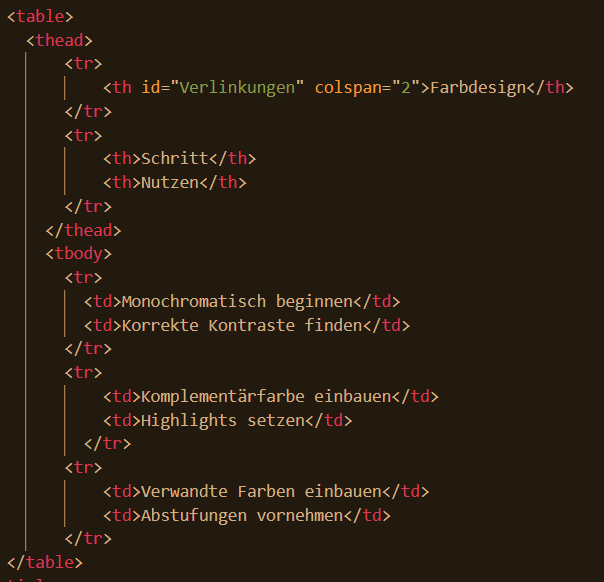 <table>
<thead>
<tr>
<th id="Verlinkungen" colspan="2">Farbdesign</th>
</tr>
<tr>
<th>Schritt</th>
<th>Nutzen</th>
</tr>
</thead>
<tbody>
<tr>
<td>Monochromatisch beginnen</td>
<td>Korrekte Kontraste finden</td>
</tr>
<tr>
<td>Komplementärfarbe einbauen</td>
<td>Highlights setzen</td>
</tr>
<tr>
<td>Verwandte Farben einbauen</td>
<td>Abstufungen vornehmen</td>
</tr>
</table>